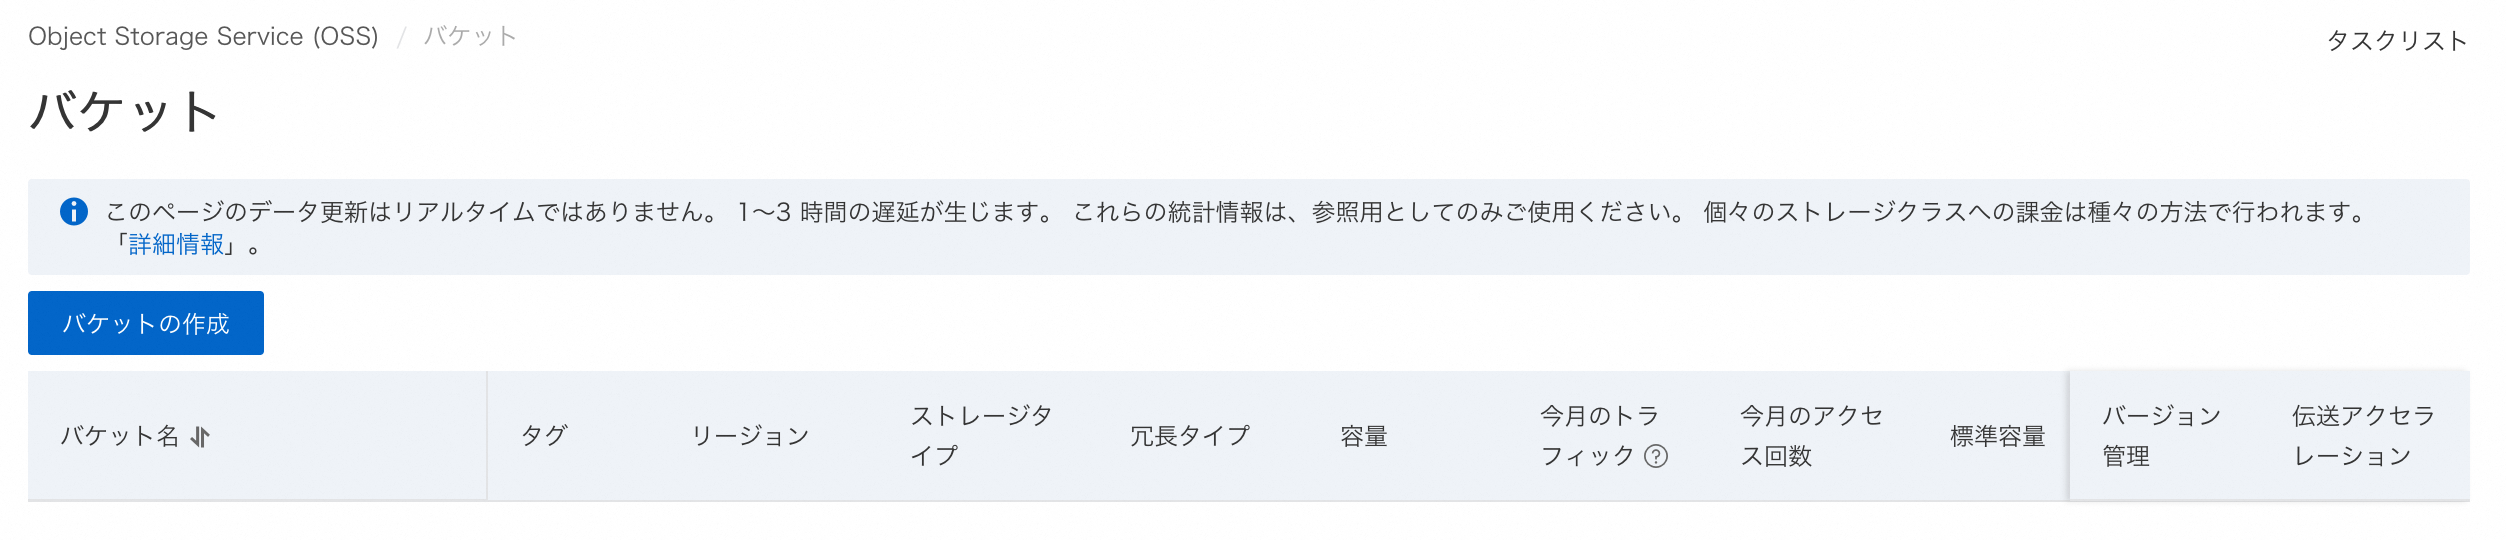 Object Storage Service (OSS) / バケット
タスクリスト
バケット
このページのデータ更新はリアルタイムではありません。 1～3 時間の遅延が生じます。 これらの統計情報は、参照用としてのみご使用ください。 個々のストレージクラスへの課金は種々の方法で行われます。
「詳細情報」。
バケットの作成
バケット名
タグ
リージョン
ストレージタ
イプ
冗長タイプ
容量
今月のトラ
フィック
今月のアクセ
ス回数
標準容量
バージョン
管理
伝送アクセラ
レーション